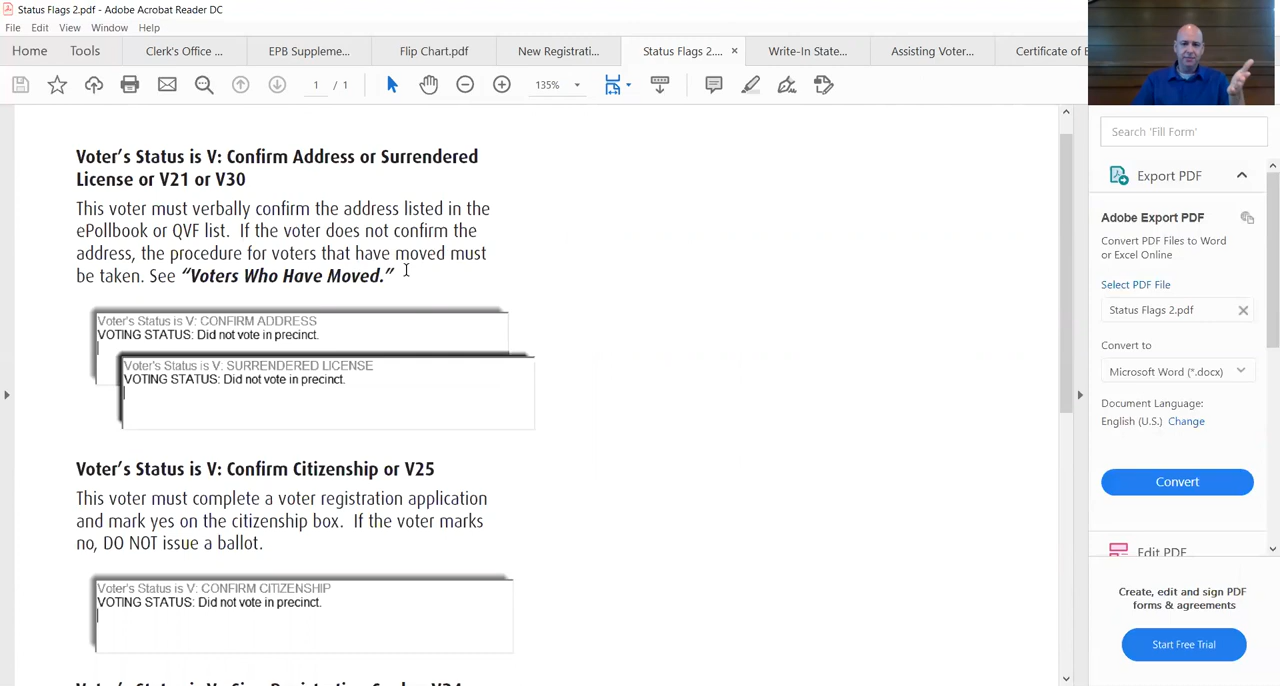 Status Flags 2.pdf - Adobe Acrobat Reader DC
File Edit View Window Help
Home Tools Clerk's Office ... EPB Suppleme... Flip Chart.pdf New Registrati... Status Flags 2.... × Write-In State... Assisting Voter... Certificate of E
1 / 1 135%
Voter's Status is V: Confirm Address or Surrendered
License or V21 or V30
This voter must verbally confirm the address listed in the
ePollbook or QVF list. If the voter does not confirm the
address, the procedure for voters that have moved must
be taken. See "Voters Who Have Moved."
Voter's Status is V: CONFIRM ADDRESS
VOTING STATUS: Did not vote in precinct.
Voter's Status is V: SURRENDERED LICENSE
VOTING STATUS: Did not vote in precinct.
Voter's Status is V: Confirm Citizenship or V25
This voter must complete a voter registration application
and mark yes on the citizenship box. If the voter marks
no, DO NOT issue a ballot.
Voter's Status is V: CONFIRM CITIZENSHIP
VOTING STATUS: Did not vote in precinct.
Search 'Fill Form'
Export PDF
Adobe Export PDF
Convert PDF Files to Word
or Excel Online
Select PDF File
Status Flags 2.pdf
Convert to
Microsoft Word (*.docx)
Document Language:
English (U.S.) Change
Convert
Edit PDF
Create, edit and sign PDF
forms & agreements
Start Free Trial